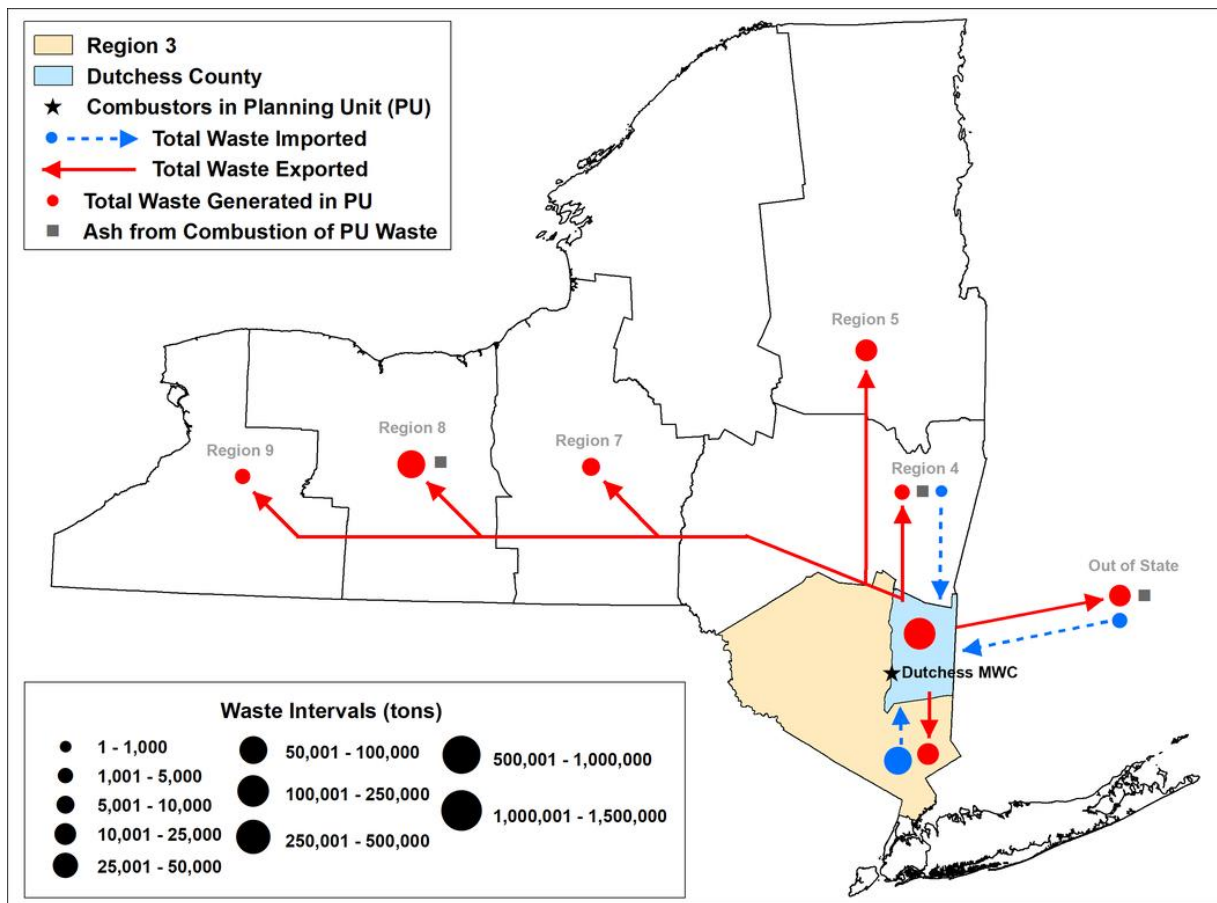 Region 3
Dutchess County
Combustors in Planning Unit (PU)
Total Waste Imported
Total Waste Exported
Total Waste Generated in PU
Ash from Combustion of PU Waste
Region 5
Region 9
Region 8
Region 7
Region 4
Out of State
Dutchess MWC
Waste Intervals (tons)
1 - 1,000
1,001 - 5,000
5,001 - 10,000
10,001 - 25,000
25,001 - 50,000
50,001 - 100,000
100,001 - 250,000
250,001 - 500,000
500,001 - 1,000,000
1,000,001 - 1,500,000